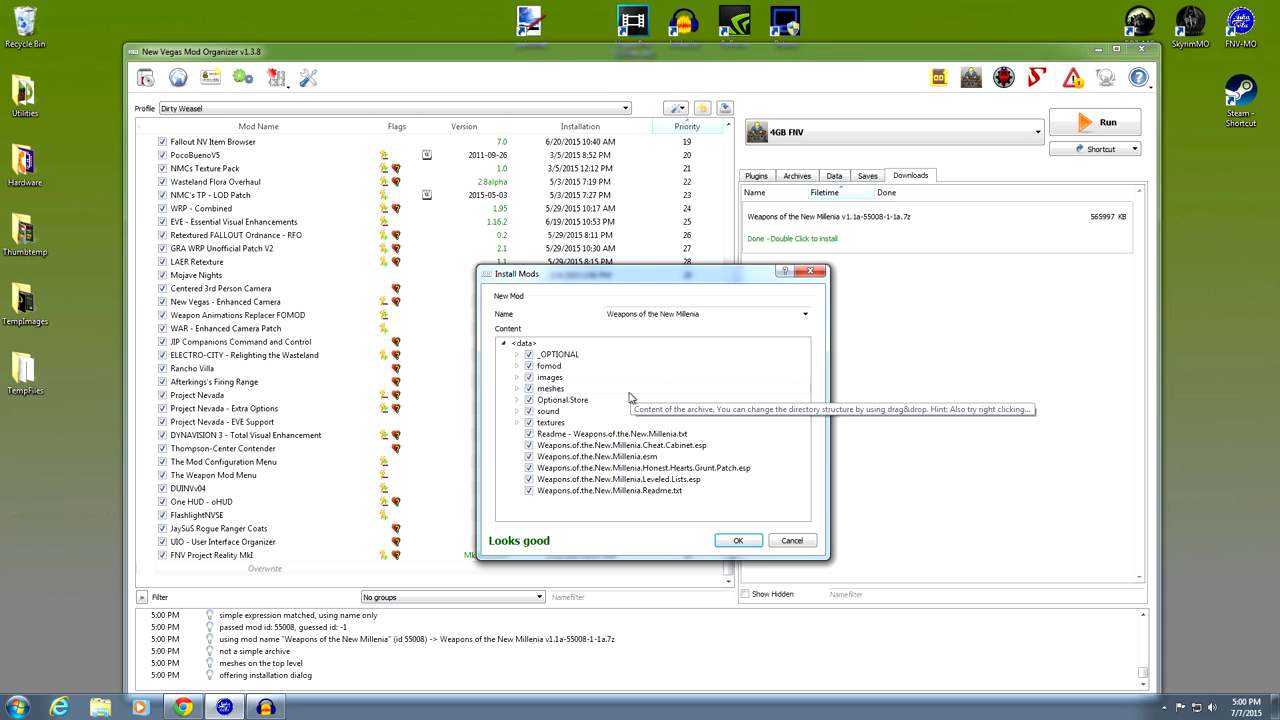 Recycle Bin
SkyrimMO
FNV-MO
Utilities
Hardware
Thumbtemp
TempImages
TempFiles
Steam -
Shortcut
New Vegas Mod Organizer v1.3.8
Profile Dirty Weasel
Mod Name Flags Version Installation Priority
Fallout NV Item Browser 7.0 6/20/2015 10:40 AM 19
PocoBuenoV5 2011-09-26 3/5/2015 8:52 PM 20
NMCs Texture Pack 1.0 3/5/2015 12:12 PM 21
Wasteland Flora Overhaul 2.8alpha 5/3/2015 7:19 PM 22
NMC's TP - LOD Patch 2015-05-03 5/3/2015 7:27 PM 23
WRP - Combined 1.95 5/29/2015 10:17 AM 24
EVE - Essential Visual Enhancements 1.16.2 6/19/2015 10:53 PM 25
Retextured FALLOUT Ordnance - RFO 0.2 5/29/2015 8:11 PM 26
GRA WRP Unofficial Patch V2 2.1 5/29/2015 10:30 AM 27
LAER Retexture 1.1 5/29/2015 8:15 PM 28
Mojave Nights
Centered 3rd Person Camera
New Vegas - Enhanced Camera
Weapon Animations Replacer FOMOD
WAR - Enhanced Camera Patch
JIP Companions Command and Control
ELECTRO-CITY - Relighting the Wasteland
Rancho Villa
Afterkings's Firing Range
Project Nevada
Project Nevada - Extra Options
Project Nevada - EVE Support
DYNAVISION 3 - Total Visual Enhancement
Thompson-Center Contender
The Mod Configuration Menu
The Weapon Mod Menu
DUINVv04
One HUD - oHUD
FlashlightNVSE
JaySuS Rogue Ranger Coats
UIO - User Interface Organizer
FNV Project Reality MkI
Overwrite
» Filter No groups Namefilter
4GB FNV
Run
Shortcut
Plugins Archives Data Saves Downloads
Name Filetime Done
Weapons of the New Millenia v1.1a-55008-1-1a.7z 565997 KB
Done - Double Click to install
Show Hidden Namefilter
Install Mods
New Mod
Name Weapons of the New Millenia
Content
<data>
_OPTIONAL
fomod
images
meshes
Optional.Store
sound
textures
Readme - Weapons.of.the.New.Millenia.txt
Weapons.of.the.New.Millenia.Cheat.Cabinet.esp
Weapons.of.the.New.Millenia.esm
Weapons.of.the.New.Millenia.Honest.Hearts.Grunt.Patch.esp
Weapons.of.the.New.Millenia.Leveled.Lists.esp
Weapons.of.the.New.Millenia.Readme.txt
Content of the archive. You can change the directory structure by using drag&drop. Hint: Also try right clicking...
Looks good OK Cancel
5:00 PM simple expression matched, using name only
5:00 PM passed mod id: 55008, guessed id: -1
5:00 PM using mod name "Weapons of the New Millenia" (id 55008) -> Weapons of the New Millenia v1.1a-55008-1-1a.7z
5:00 PM not a simple archive
5:00 PM meshes on the top level
5:00 PM offering installation dialog
5:00 PM
7/7/2015